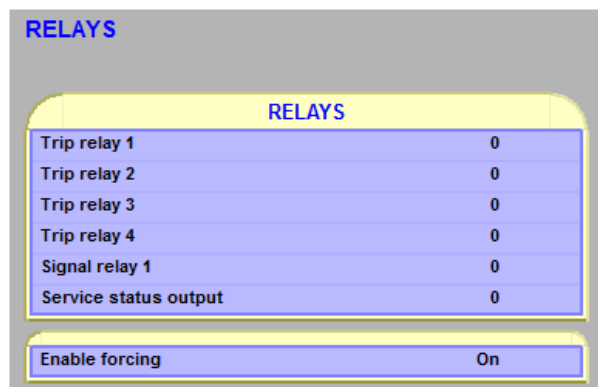 RELAYS
RELAYS
Trip relay 1 0
Trip relay 2 0
Trip relay 3 0
Trip relay 4 0
Signal relay 1 0
Service status output 0
Enable forcing On